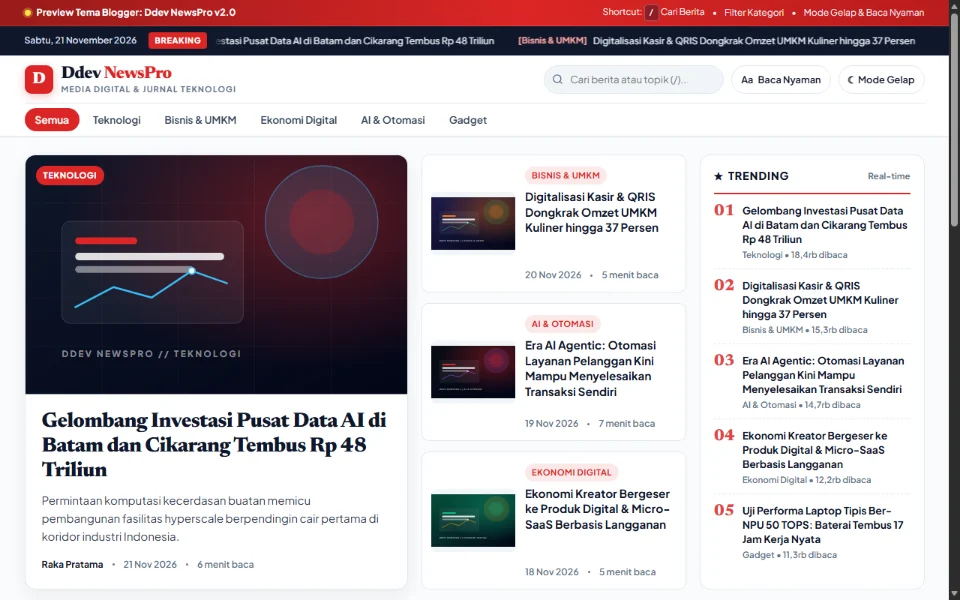 Preview Tema Blogger: Ddev NewsPro v2.0
Shortcut: / Cari Berita • Filter Kategori • Mode Gelap & Baca Nyaman
Sabtu, 21 November 2026
BREAKING
Pusat Data AI di Batam dan Cikarang Tembus Rp 48 Triliun
[Bisnis & UMKM] Digitalisasi Kasir & QRIS Dongkrak Omzet UMKM Kuliner hingga 37 Persen
D
Ddev NewsPro
MEDIA DIGITAL & JURNAL TEKNOLOGI
Cari berita atau topik (/)...
Aa Baca Nyaman
Mode Gelap
Semua
Teknologi
Bisnis & UMKM
Ekonomi Digital
AI & Otomasi
Gadget
TEKNOLOGI
DDEV NEWSPRO // TEKNOLOGI
Gelombang Investasi Pusat Data AI di
Batam dan Cikarang Tembus Rp 48
Triliun
Permintaan komputasi kecerdasan buatan memicu
pembangunan fasilitas hyperscale berpendingin cair pertama di
koridor industri Indonesia.
Raka Pratama • 21 Nov 2026 • 6 menit baca
BISNIS & UMKM
Digitalisasi Kasir & QRIS
Dongkrak Omzet UMKM
Kuliner hingga 37 Persen
20 Nov 2026 • 5 menit baca
AI & OTOMASI
Era AI Agentic: Otomasi
Layanan Pelanggan Kini
Mampu Menyelesaikan
Transaksi Sendiri
19 Nov 2026 • 7 menit baca
EKONOMI DIGITAL
Ekonomi Kreator Bergeser
ke Produk Digital & Micro-
SaaS Berbasis Langganan
18 Nov 2026 • 5 menit baca
★ TRENDING
Real-time
01
Gelombang Investasi Pusat Data
AI di Batam dan Cikarang Tembus
Rp 48 Triliun
Teknologi • 18,4rb dibaca
02
Digitalisasi Kasir & QRIS
Dongkrak Omzet UMKM Kuliner
hingga 37 Persen
Bisnis & UMKM • 15,3rb dibaca
03
Era AI Agentic: Otomasi Layanan
Pelanggan Kini Mampu
Menyelesaikan Transaksi Sendiri
AI & Otomasi • 14,7rb dibaca
04
Ekonomi Kreator Bergeser ke
Produk Digital & Micro-SaaS
Berbasis Langganan
Ekonomi Digital • 12,2rb dibaca
05
Uji Performa Laptop Tipis Ber-
NPU 50 TOPS: Baterai Tembus 17
Jam Kerja Nyata
Gadget • 11,3rb dibaca